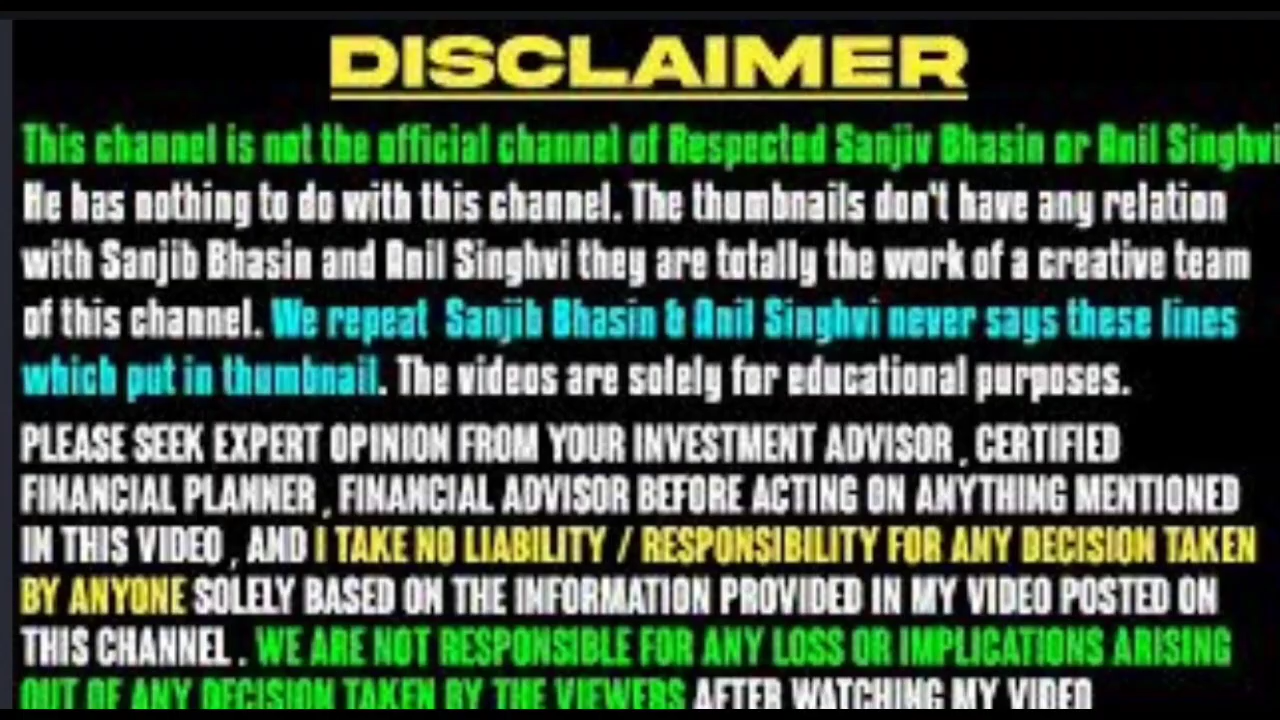 DISCLAIMER
This channel is not the official channel of Respected Sanjiv Bhasin or Anil Singhvi
He has nothing to do with this channel. The thumbnails don't have any relation
with Sanjib Bhasin and Anil Singhvi they are totally the work of a creative team
of this channel. We repeat Sanjib Bhasin & Anil Singhvi never says these lines
which put in thumbnail. The videos are solely for educational purposes.
PLEASE SEEK EXPERT OPINION FROM YOUR INVESTMENT ADVISOR , CERTIFIED
FINANCIAL PLANNER , FINANCIAL ADVISOR BEFORE ACTING ON ANYTHING MENTIONED
IN THIS VIDEO , AND I TAKE NO LIABILITY / RESPONSIBILITY FOR ANY DECISION TAKEN
BY ANYONE SOLELY BASED ON THE INFORMATION PROVIDED IN MY VIDEO POSTED ON
THIS CHANNEL . WE ARE NOT RESPONSIBLE FOR ANY LOSS OR IMPLICATIONS ARISING
OUT OF ANY DECISION TAKEN BY THE VIEWERS AFTER WATCHING MY VIDEO